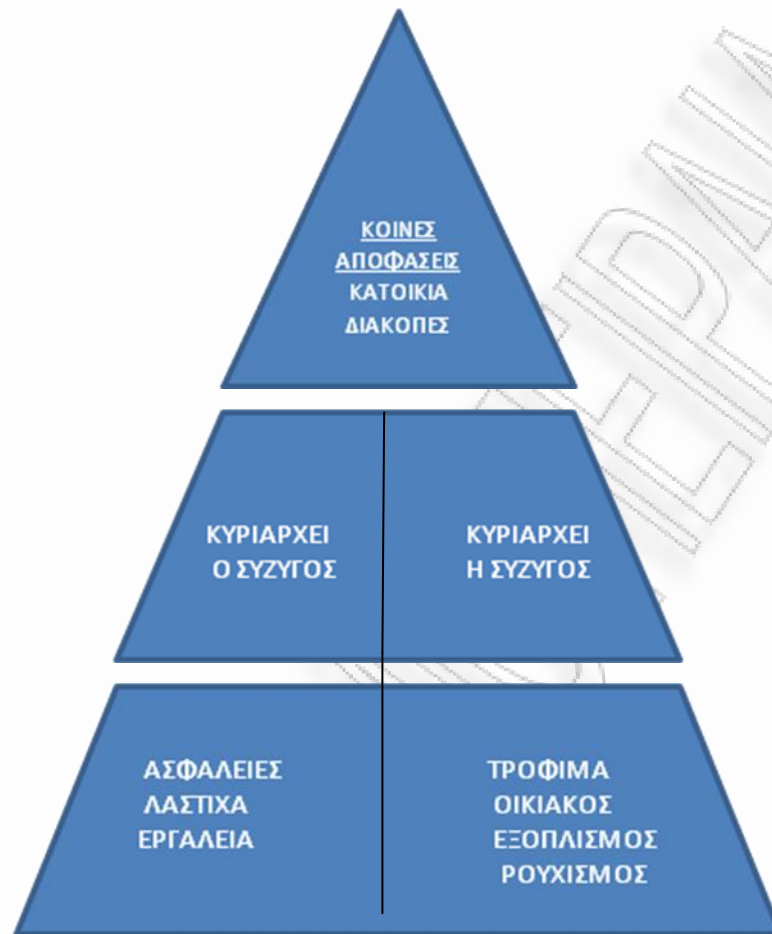 ΚΟΙΝΕΣ
ΑΠΟΦΑΣΕΙΣ
ΚΑΤΟΙΚΙΑ
ΔΙΑΚΟΠΕΣ
ΚΥΡΙΑΡΧΕΙ
Ο ΣΥΖΥΓΟΣ
ΚΥΡΙΑΡΧΕΙ
Η ΣΥΖΥΓΟΣ
ΑΣΦΑΛΕΙΕΣ
ΛΑΣΤΙΧΑ
ΕΡΓΑΛΕΙΑ
ΤΡΟΦΙΜΑ
ΟΙΚΙΑΚΟΣ
ΕΞΟΠΛΙΣΜΟΣ
ΡΟΥΧΙΣΜΟΣ